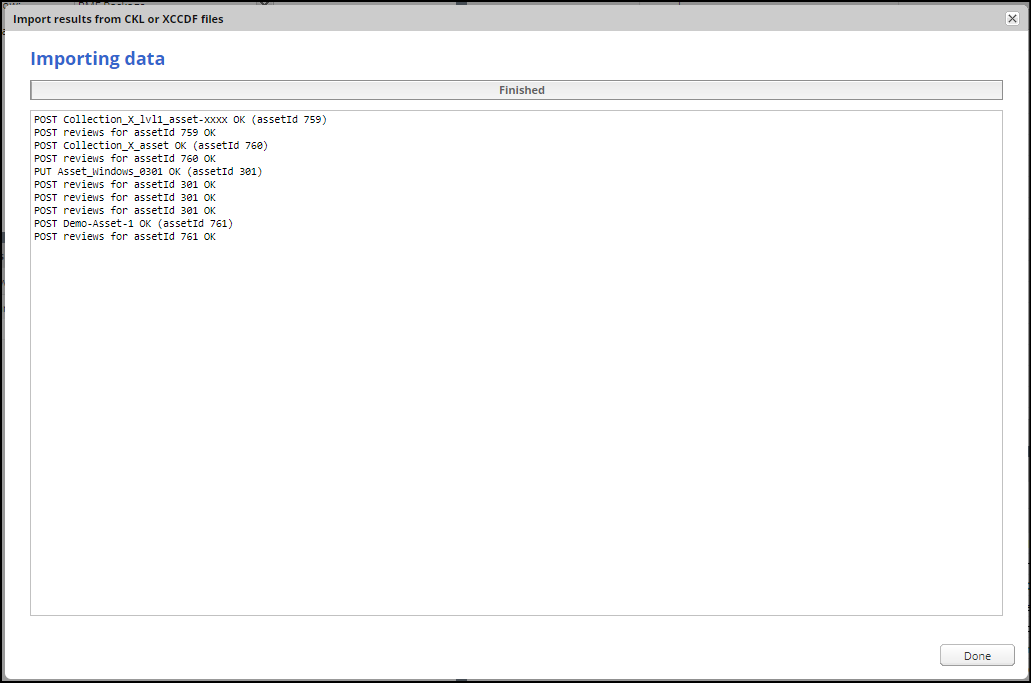 Import results from CKL or XCCDF files
Importing data
Finished
POST Collection_X_lvl1_asset-xxxx OK (assetId 759)
POST reviews for assetId 759 OK
POST Collection_X_asset OK (assetId 760)
POST reviews for assetId 760 OK
PUT Asset_Windows_0301 OK (assetId 301)
POST reviews for assetId 301 OK
POST reviews for assetId 301 OK
POST reviews for assetId 301 OK
POST Demo-Asset-1 OK (assetId 761)
POST reviews for assetId 761 OK
Done